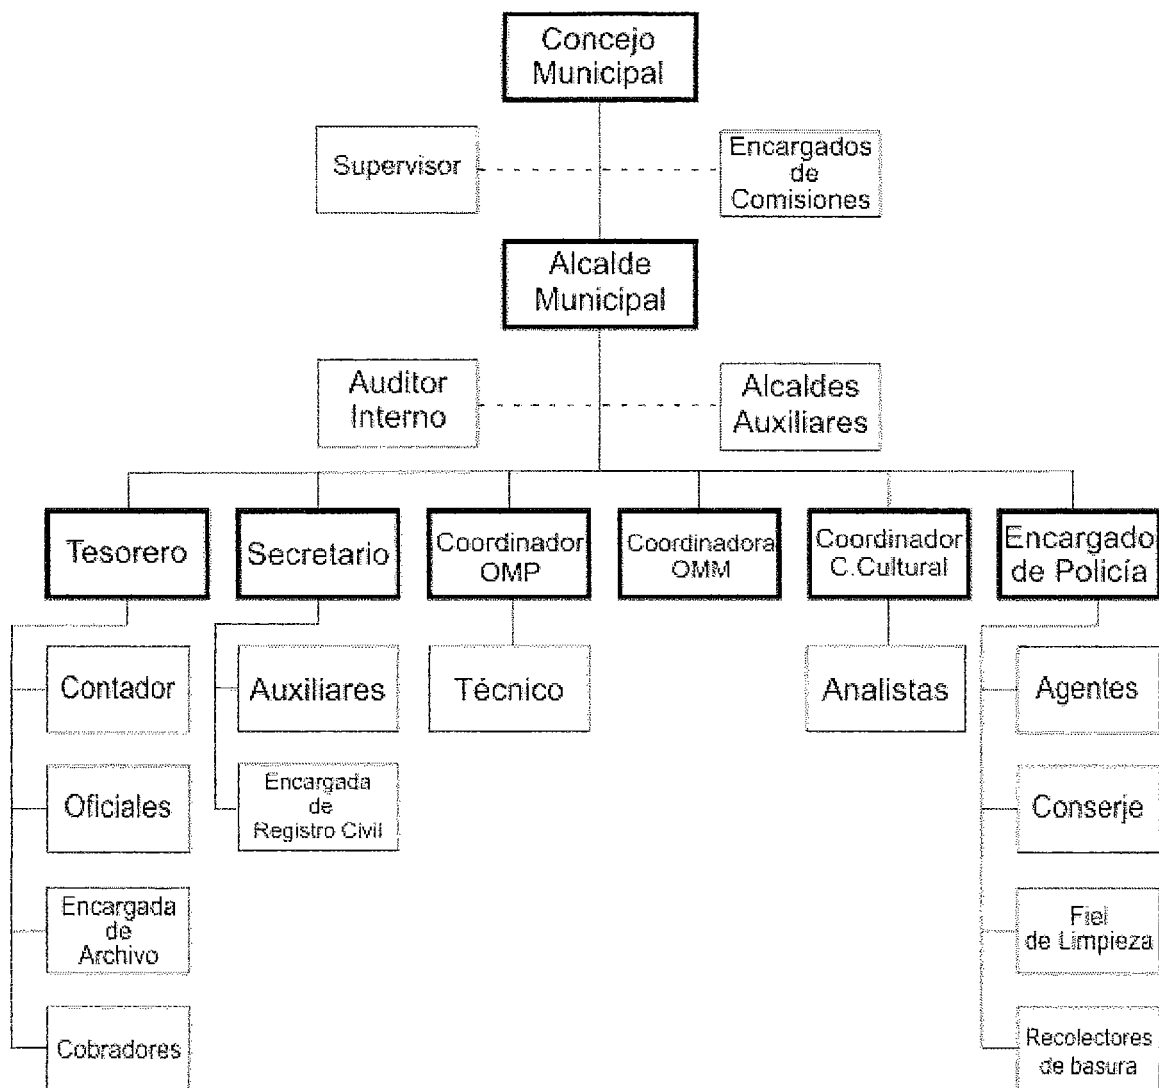 Concejo
Municipal
Supervisor
Encargados
de
Comisiones
Alcalde
Municipal
Auditor
Interno
Alcaldes
Auxiliares
Tesorero
Secretario
Coordinador
OMP
Coordinadora
OMM
Coordinador
C.Cultural
Encargado
de Policía
Contador
Auxiliares
Técnico
Analistas
Agentes
Oficiales
Encargada
de
Registro Civil
Conserje
Encargada
de
Archivo
Fiel
de Limpieza
Cobradores
Recolectores
de basura